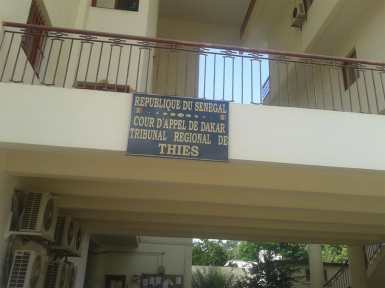 REPUBLIQUE DU SENEGAL
COUR D'APPEL DE DAKAR
TRIBUNAL REGIONAL DE
THIES